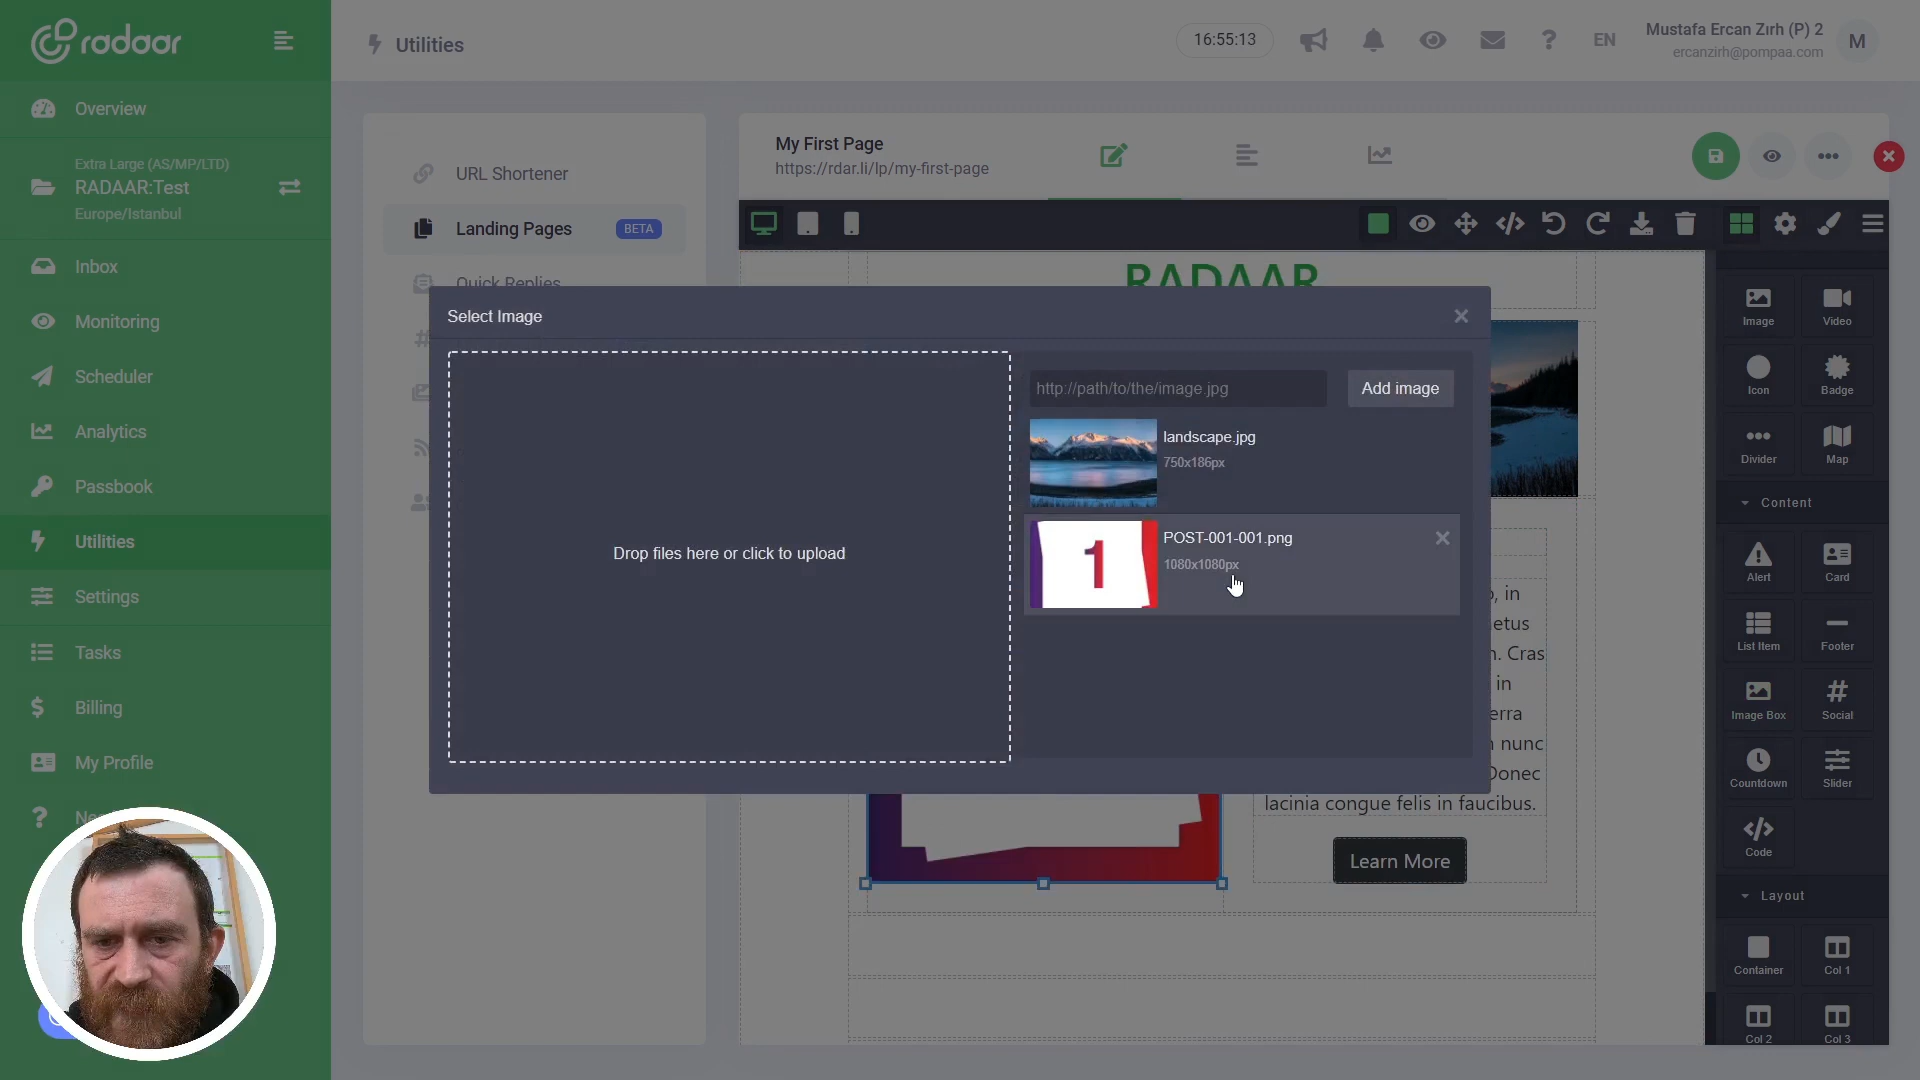 radaar
Utilities
16:55:13
EN
Mustafa Ercan Zırh (P) 2
ercanzirh@pompaa.com
M
Overview
Extra Large (AS/MP/LTD)
RADAAR:Test
Europe/Istanbul
Inbox
Monitoring
Scheduler
Analytics
Passbook
Utilities
Settings
Tasks
Billing
My Profile
URL Shortener
Landing Pages
BETA
Quick Replies
My First Page
https://rdar.li/lp/my-first-page
RADAAR
Select Image
Drop files here or click to upload
http://path/to/the/image.jpg
Add image
landscape.jpg
750x186px
POST-001-001.png
1080x1080px
1
, in
etus
. Cras
in
erra
nunc
Donec
lacinia congue felis in faucibus.
Learn More
Image
Video
Icon
Badge
Divider
Map
Content
Alert
Card
List Item
Footer
Image Box
Social
Countdown
Slider
Code
Layout
Container
Col 1
Col 2
Col 3